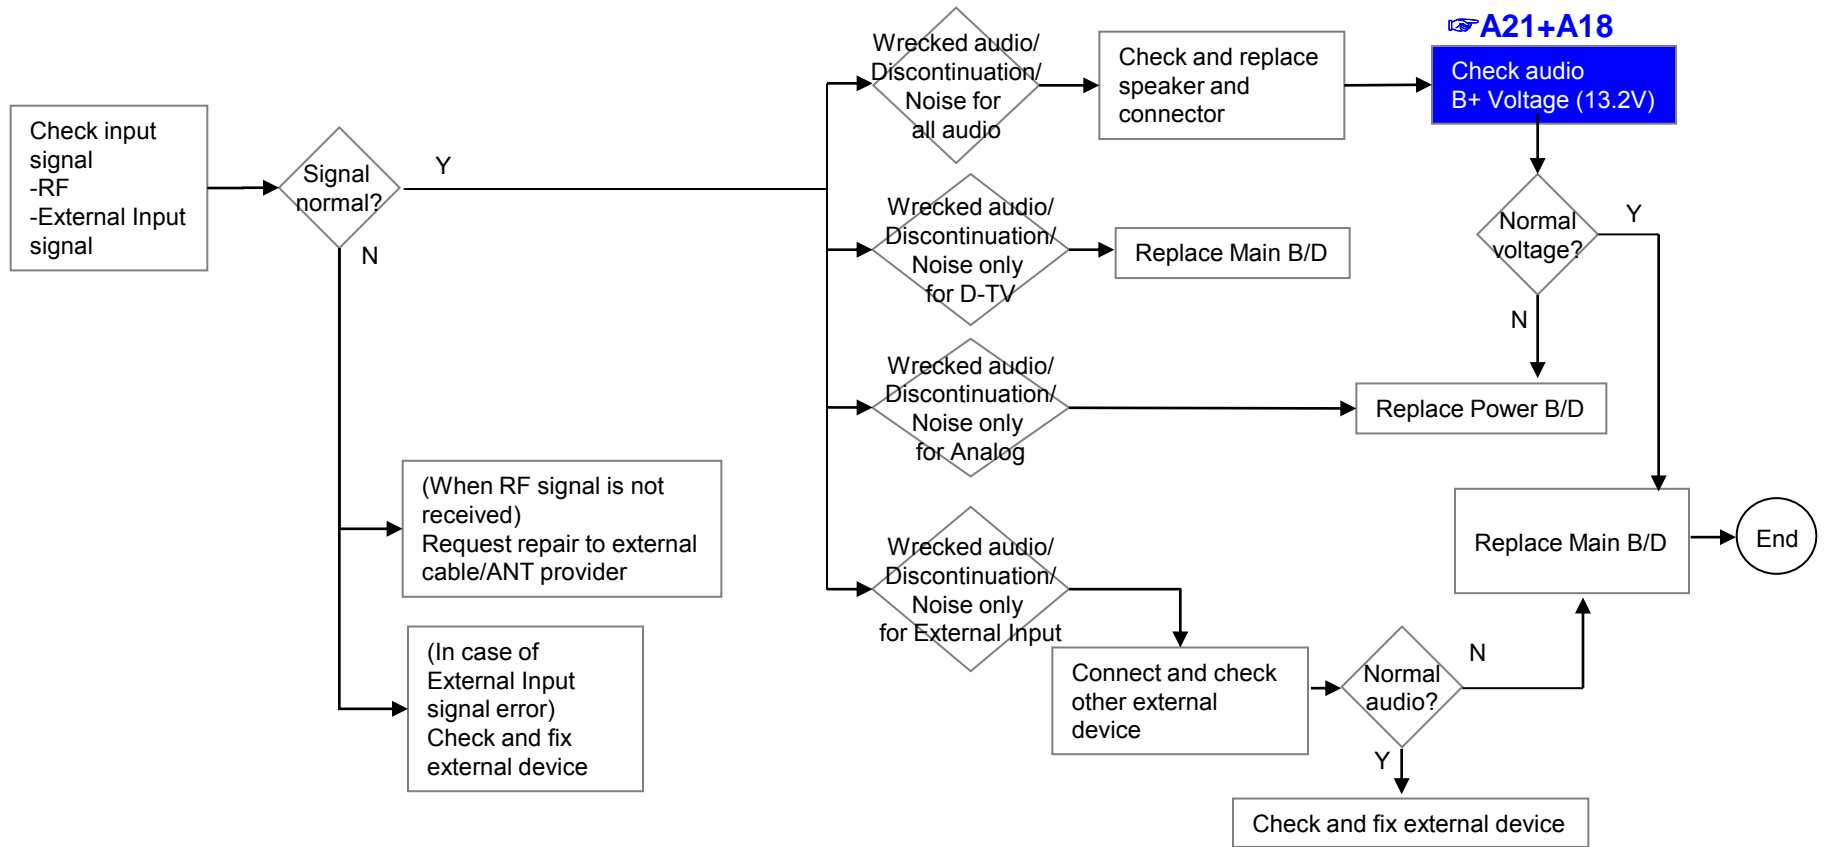 Check input
signal
-RF
-External Input
signal
Signal
normal?
Y
N
(When RF signal is not
received)
Request repair to external
cable/ANT provider
(In case of
External Input
signal error)
Check and fix
external device
Wrecked audio/
Discontinuation/
Noise for
all audio
Check and replace
speaker and
connector
☞A21+A18
Check audio
B+ Voltage (13.2V)
Normal
voltage?
Y
N
Wrecked audio/
Discontinuation/
Noise only
for D-TV
Replace Main B/D
Wrecked audio/
Discontinuation/
Noise only
for Analog
Replace Power B/D
Wrecked audio/
Discontinuation/
Noise only
for External Input
Connect and check
other external
device
Normal
audio?
N
Y
Replace Main B/D
End
Check and fix external device